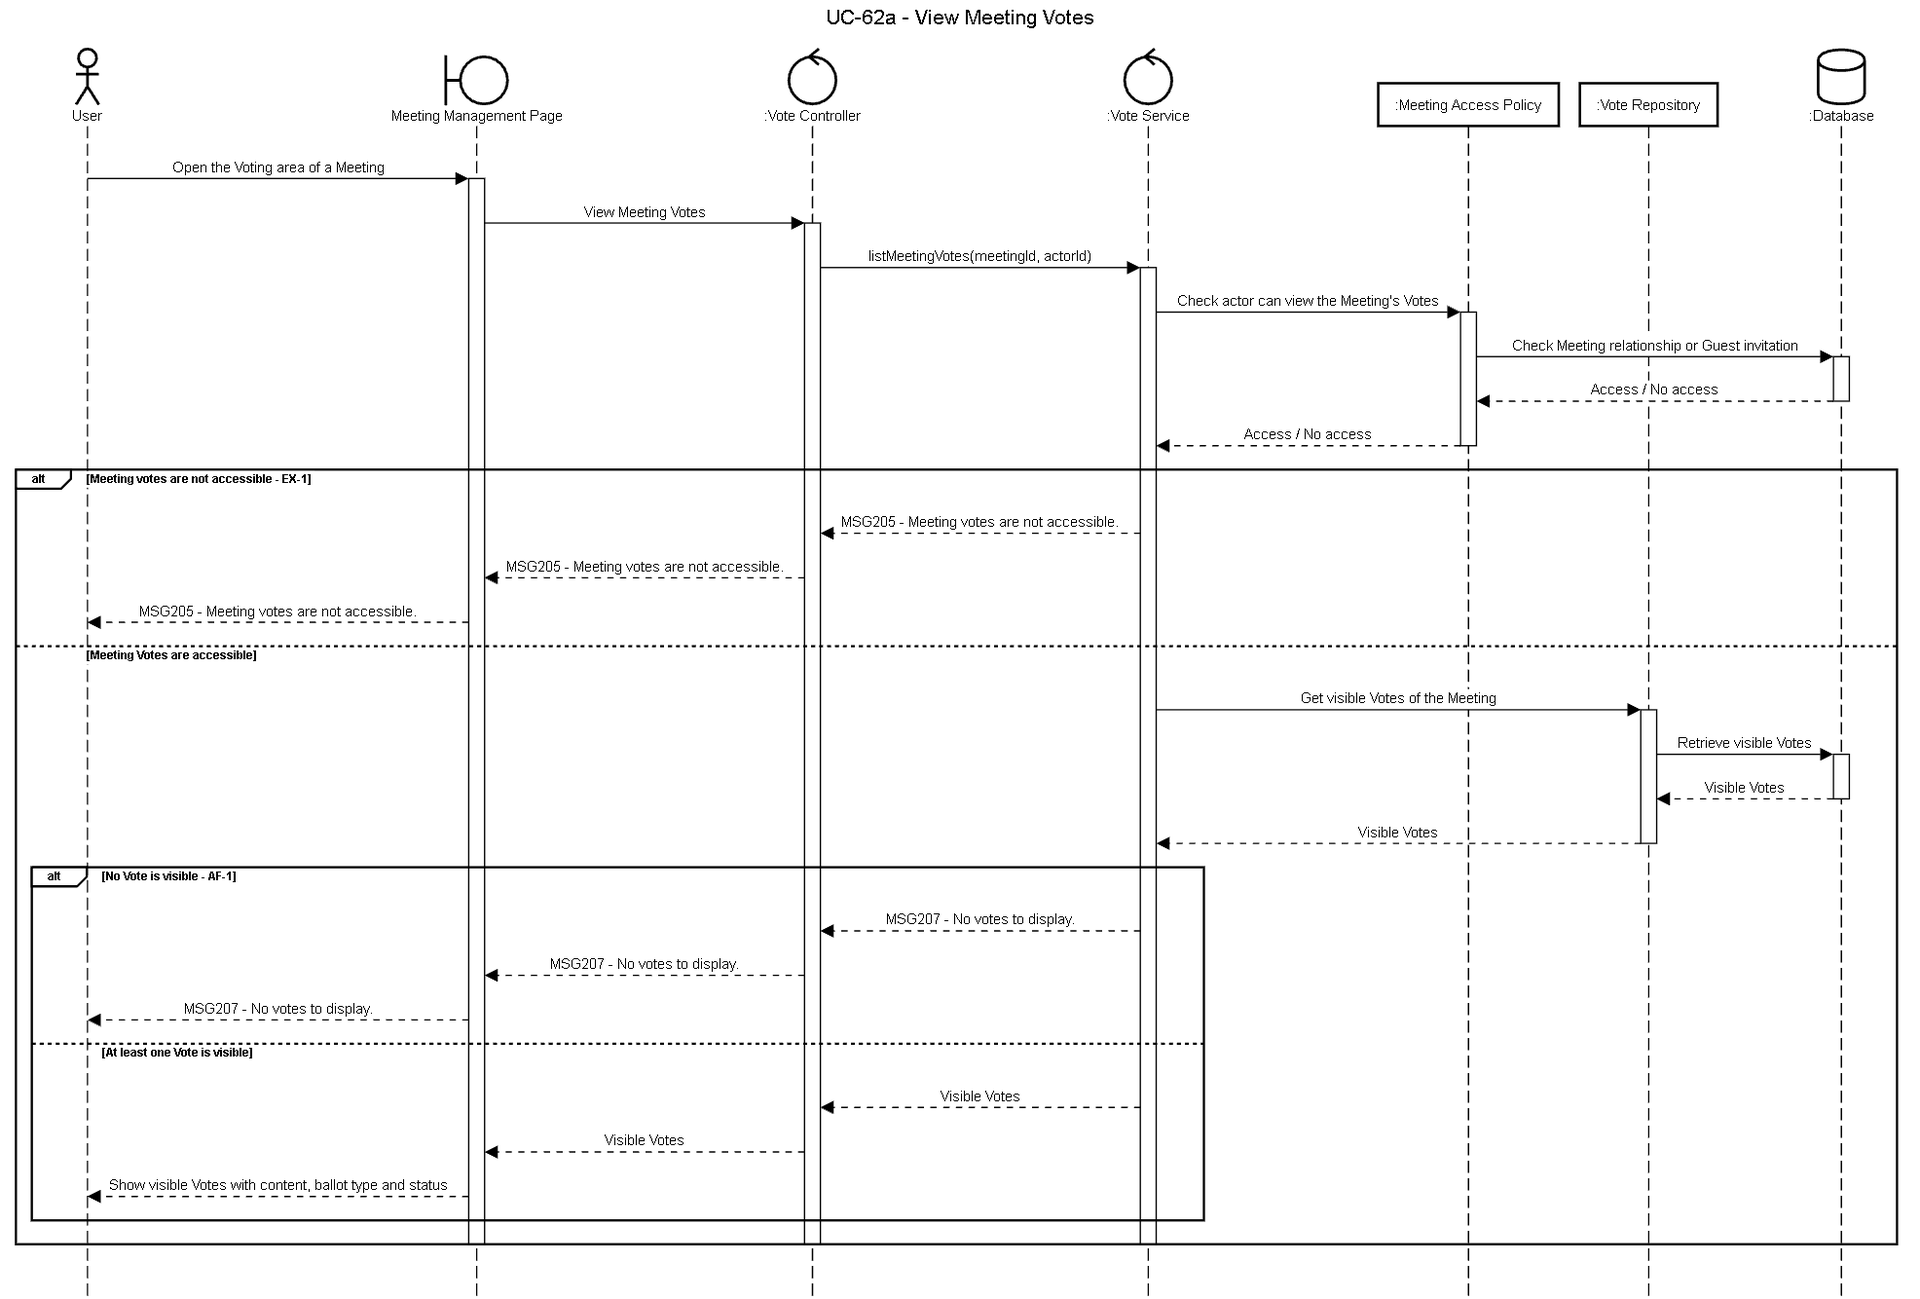 UC-62a - View Meeting Votes
User
Meeting Management Page
:Vote Controller
:Vote Service
:Meeting Access Policy
:Vote Repository
:Database
Open the Voting area of a Meeting
View Meeting Votes
listMeetingVotes(meetingId, actorId)
Check actor can view the Meeting's Votes
Check Meeting relationship or Guest invitation
Access / No access
Access / No access
alt
[Meeting votes are not accessible - EX-1]
MSG205 - Meeting votes are not accessible.
MSG205 - Meeting votes are not accessible.
MSG205 - Meeting votes are not accessible.
[Meeting Votes are accessible]
Get visible Votes of the Meeting
Retrieve visible Votes
Visible Votes
Visible Votes
alt
[No Vote is visible - AF-1]
MSG207 - No votes to display.
MSG207 - No votes to display.
MSG207 - No votes to display.
[At least one Vote is visible]
Visible Votes
Visible Votes
Show visible Votes with content, ballot type and status